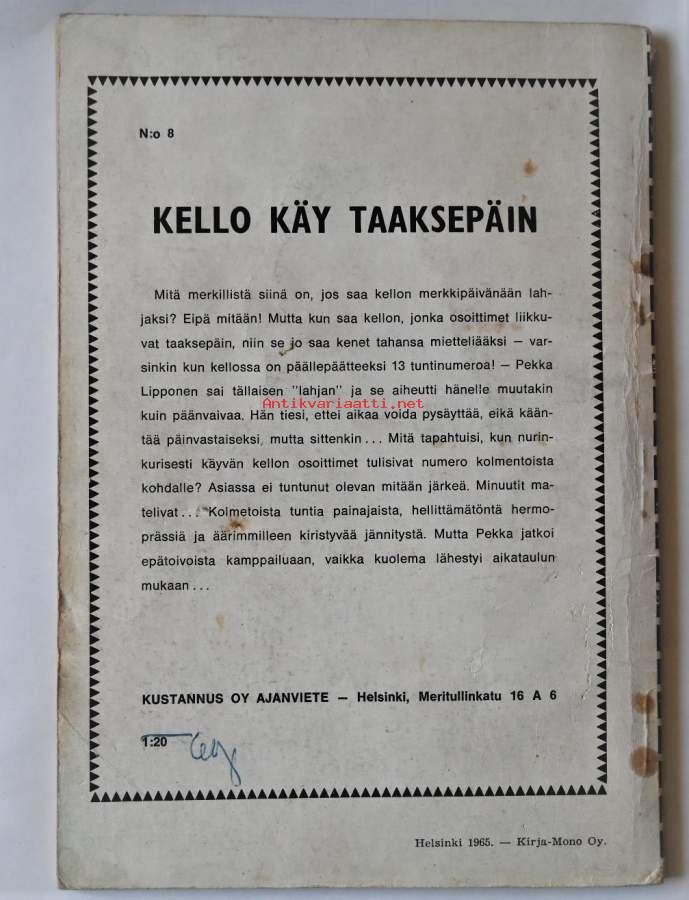 N:o 8
KELLO KÄY TAAKSEPÄIN
Mitä merkillistä siinä on, jos saa kellon merkkipäivänään lah-
jaksi? Eipä mitään! Mutta kun saa kellon, jonka osoittimet liikku-
vat taaksepäin, niin se jo saa kenet tahansa mietteliääksi — var-
sinkin kun kellossa on päällepäätteeksi 13 tuntinumeroa! — Pekka
Lipponen sai tällaisen "lahjan" ja se aiheutti hänelle muutakin
Antikvariaatti.net
kuin päänvaivaa. Hän tiesi, ettei aikaa voida pysäyttää, eikä kään-
tää päinvastaiseksi, mutta sittenkin... Mitä tapahtuisi, kun nurin-
kurisesti käyvän kellon osoittimet tulisivat numero kolmentoista
kohdalle? Asiassa ei tuntunut olevan mitään järkeä. Minuutit ma-
telivat... Kolmetoista tuntia painajaista, hellittämätöntä hermo-
prässiä ja äärimmilleen kiristyvää jännitystä. Mutta Pekka jatkoi
epätoivoista kamppailuaan, vaikka kuolema lähestyi aikataulun
mukaan...
KUSTANNUS OY AJANVIETE — Helsinki, Meritullinkatu 16 A 6
1:20
Helsinki 1965. — Kirja-Mono Oy.